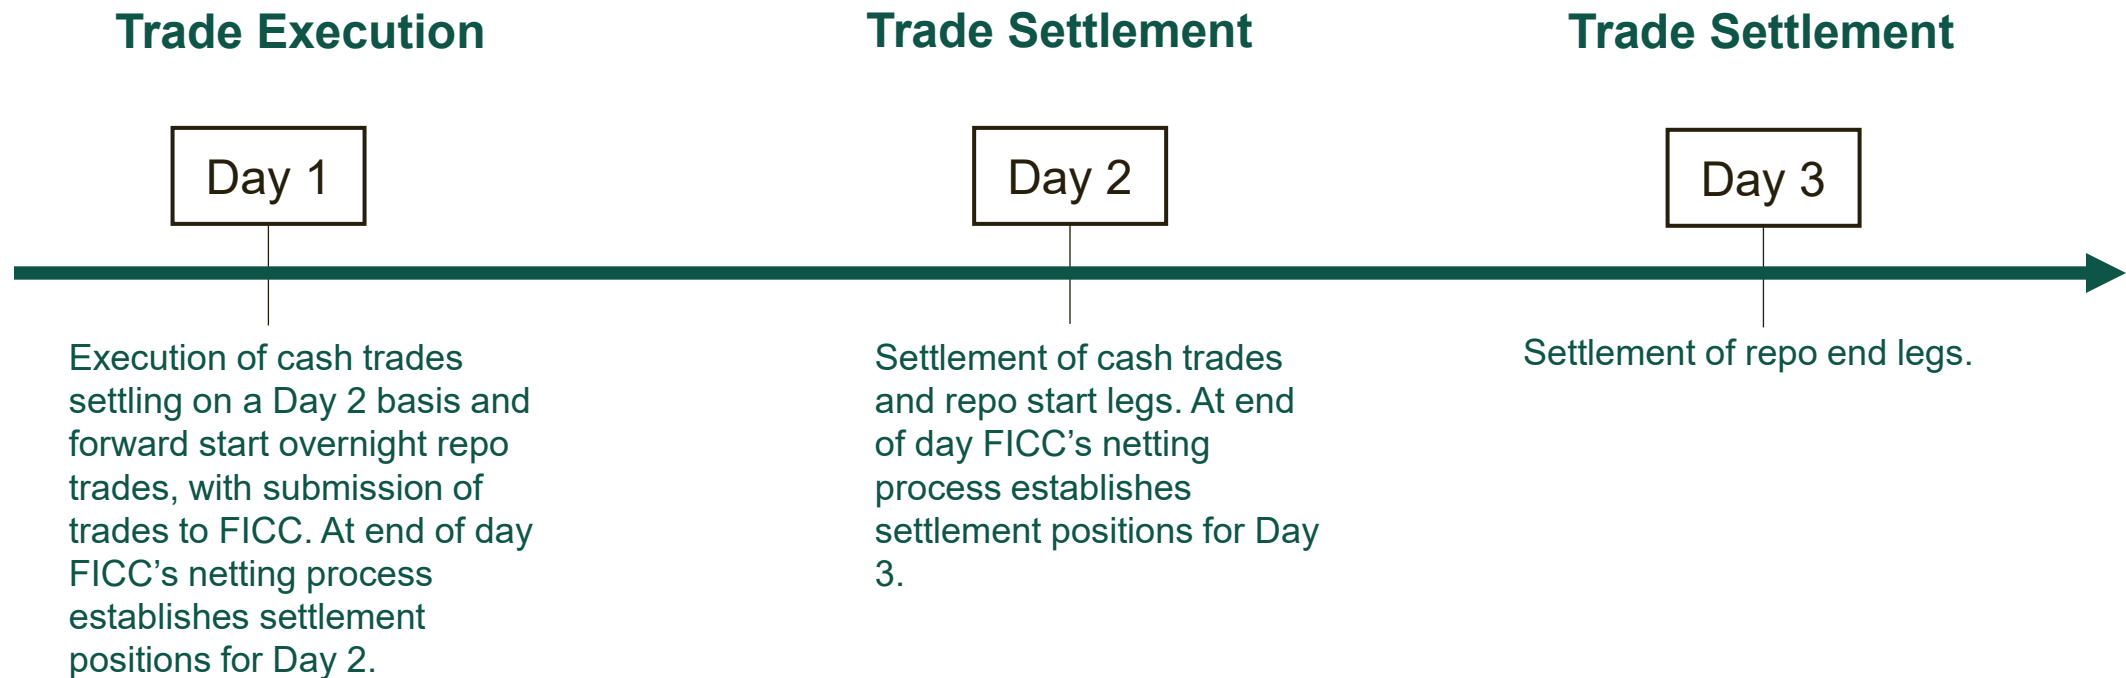 Trade Execution
Trade Settlement
Trade Settlement
Day 1
Day 2
Day 3
Execution of cash trades
settling on a Day 2 basis and
forward start overnight repo
trades, with submission of
trades to FICC. At end of day
FICC’s netting process
establishes settlement
positions for Day 2.
Settlement of cash trades
and repo start legs. At end
of day FICC’s netting
process establishes
settlement positions for Day
3.
Settlement of repo end legs.